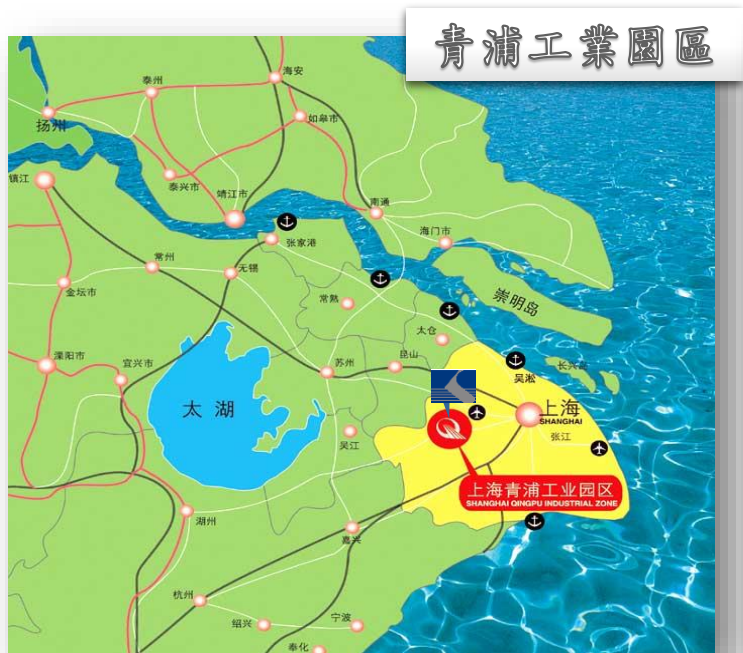 青浦工業園區
海安
泰州
如皋市
扬州
泰兴市
镇江
靖江市
南通
海门市
张家港
常州
无锡
金坛市
常熟
崇明岛
太仓
溧阳市
宜兴市
苏州
昆山
长兴岛
吴淞
太 湖
上海
SHANGHAI
张江
吴江
上海青浦工业园区
SHANGHAI QINGPU INDUSTRIAL ZONE
湖州
嘉兴
杭州
绍兴
宁波
奉化